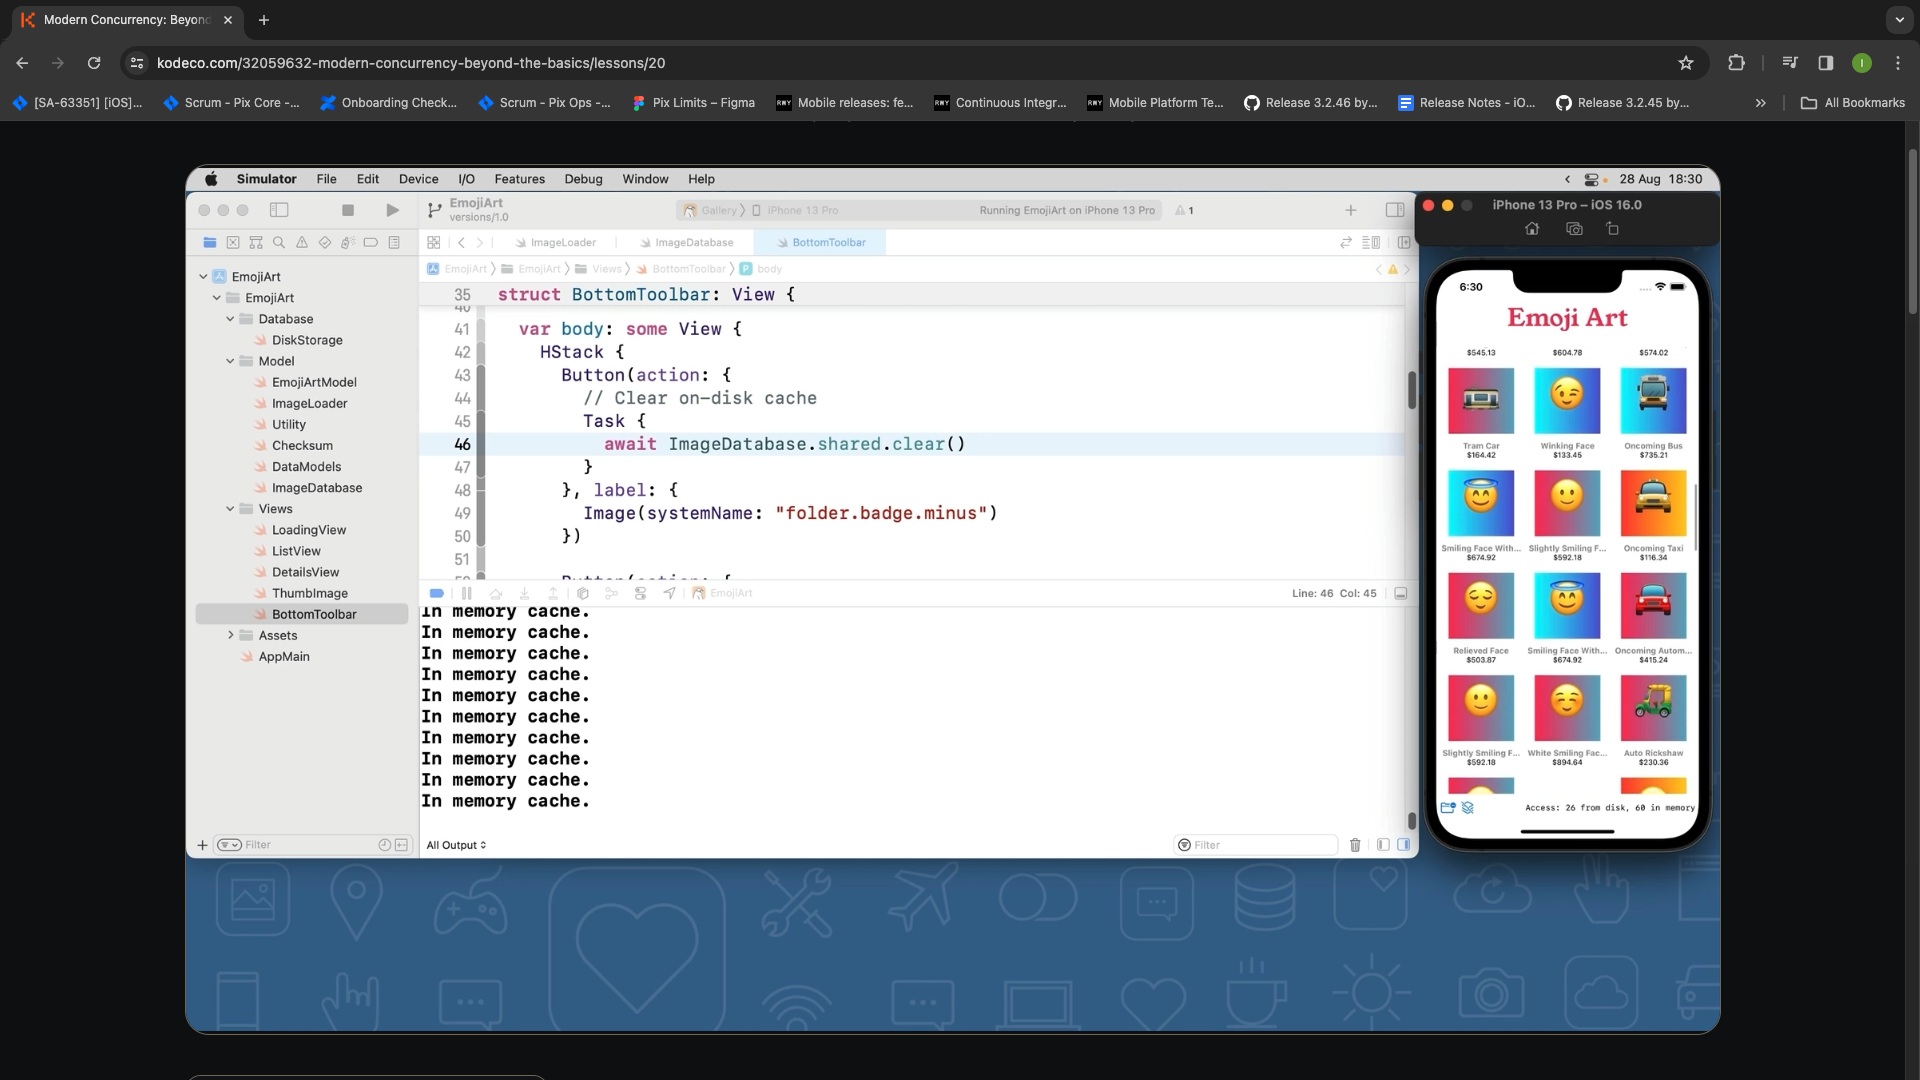 Modern Concurrency: Beyond
kodeco.com/32059632-modern-concurrency-beyond-the-basics/lessons/20
I
[SA-63351] [iOS]...
Scrum - Pix Core -...
Onboarding Check...
Scrum - Pix Ops -...
Pix Limits – Figma
Mobile releases: fe...
Continuous Integr...
Mobile Platform Te...
Release 3.2.46 by...
Release Notes - iO...
Release 3.2.45 by...
All Bookmarks
Simulator File Edit Device I/O Features Debug Window Help
28 Aug 18:30
EmojiArt
versions/1.0
Gallery
iPhone 13 Pro
Running EmojiArt on iPhone 13 Pro
1
iPhone 13 Pro – iOS 16.0
ImageLoader
ImageDatabase
BottomToolbar
EmojiArt
EmojiArt
Views
BottomToolbar
body
EmojiArt
EmojiArt
Database
DiskStorage
Model
EmojiArtModel
ImageLoader
Utility
Checksum
DataModels
ImageDatabase
Views
LoadingView
ListView
DetailsView
ThumbImage
BottomToolbar
Assets
AppMain
Filter
35 struct BottomToolbar: View {
40
41 var body: some View {
42 HStack {
43 Button(action: {
44 // Clear on-disk cache
45 Task {
46 await ImageDatabase.shared.clear()
47 }
48 }, label: {
49 Image(systemName: "folder.badge.minus")
50 })
51
52 Button(action: {
EmojiArt
Line: 46 Col: 45
In memory cache.
In memory cache.
In memory cache.
In memory cache.
In memory cache.
In memory cache.
In memory cache.
In memory cache.
In memory cache.
In memory cache.
All Output
Filter
6:30
Emoji Art
$545.13 $604.78 $574.02
Tram Car Winking Face Oncoming Bus
$164.42 $133.45 $735.21
Smiling Face With... Slightly Smiling F... Oncoming Taxi
$674.92 $592.18 $116.34
Relieved Face Smiling Face With... Oncoming Autom...
$503.87 $674.92 $415.24
Slightly Smiling F... White Smiling Fac... Auto Rickshaw
$592.18 $894.64 $230.36
Access: 26 from disk, 60 in memory